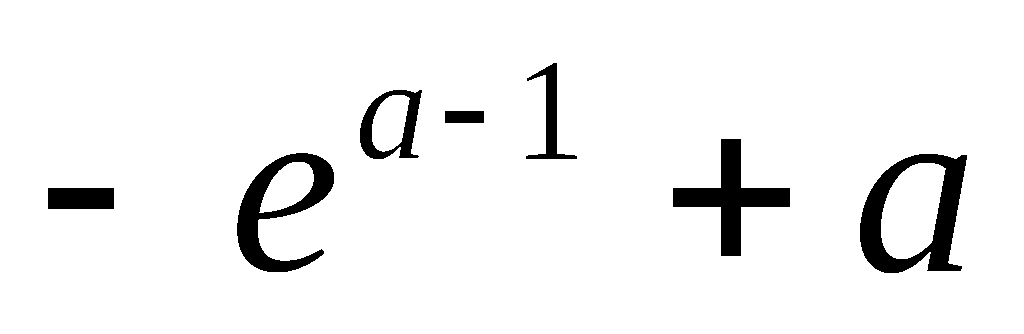 - e^{a-1} + a